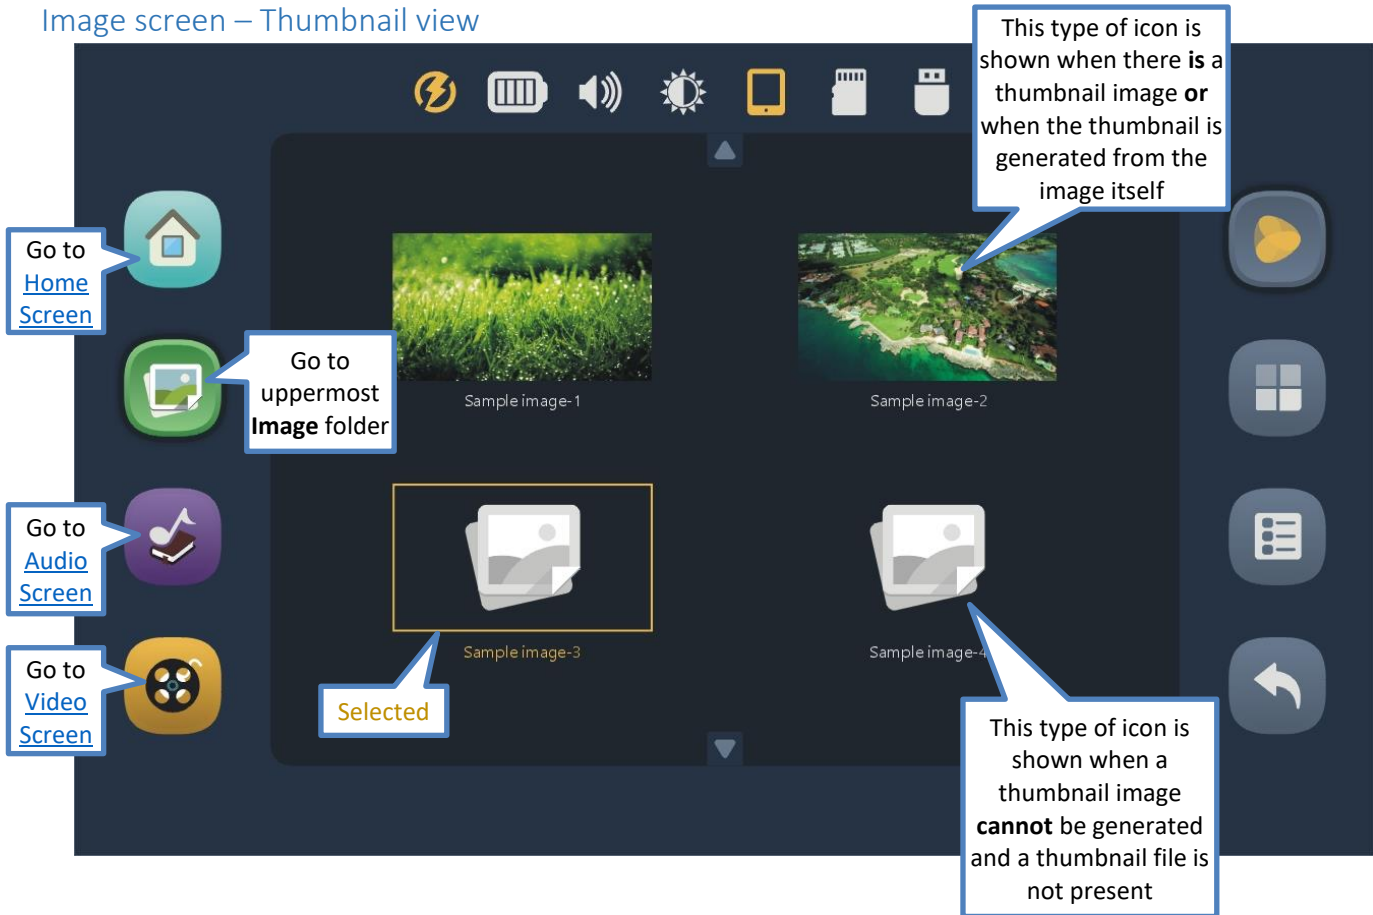 Image screen – Thumbnail view
This type of icon is
shown when there is a
thumbnail image or
when the thumbnail is
generated from the
image itself
Go to
Home
Screen
Go to
uppermost
Image folder
Sample image-1
Sample image-2
Go to
Audio
Screen
Sample image-3
Sample image-4
Go to
Video
Screen
Selected
This type of icon is
shown when a
thumbnail image
cannot be generated
and a thumbnail file is
not present